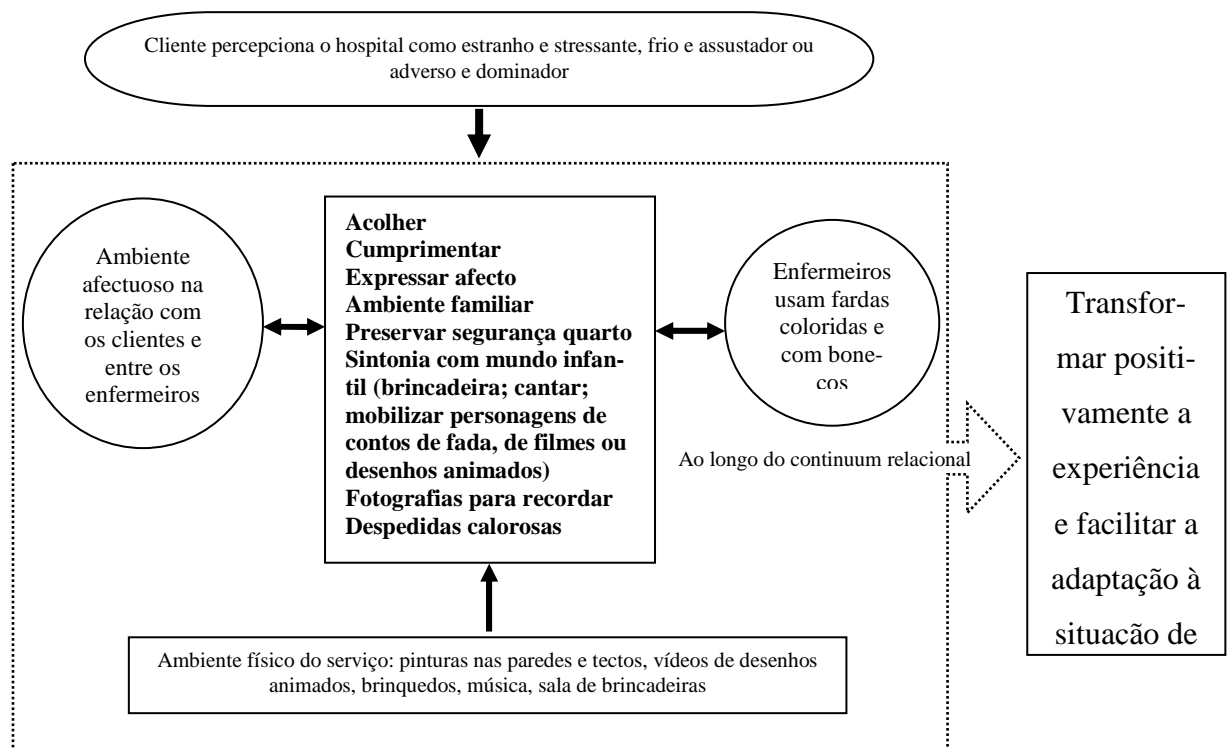 Cliente percepciona o hospital como estranho e stressante, frio e assustador ou
adverso e dominador
Ambiente
afectuoso na
relação com
os clientes e
entre os
enfermeiros
Acolher
Cumprimentar
Expressar afecto
Ambiente familiar
Preservar segurança quarto
Sintonia com mundo infan-
til (brincadeira; cantar;
mobilizar personagens de
contos de fada, de filmes ou
desenhos animados)
Fotografias para recordar
Despedidas calorosas
Enfermeiros
usam fardas
coloridas e
com bone-
cos
Ao longo do continuum relacional
Transfor-
mar positi-
vamente a
experiência
e facilitar a
adaptação à
situacão de
Ambiente físico do serviço: pinturas nas paredes e tectos, vídeos de desenhos
animados, brinquedos, música, sala de brincadeiras